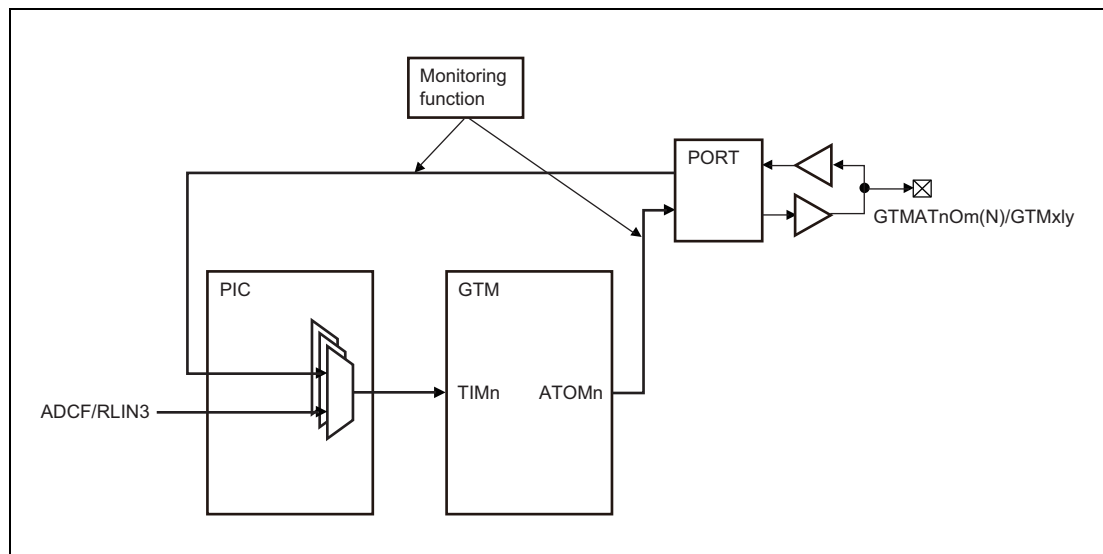 Monitoring
function
PORT
GTMATnOm(N)/GTMxIy
PIC
GTM
TIMn
ATOMn
ADCF/RLIN3